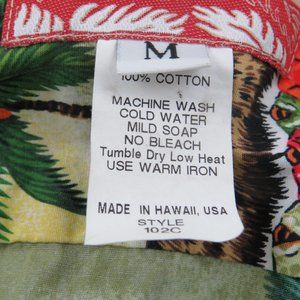 M
100% COTTON
MACHINE WASH
COLD WATER
MILD SOAP
NO BLEACH
Tumble Dry Low Heat
USE WARM IRON
MADE IN HAWAII, USA
STYLE
102C